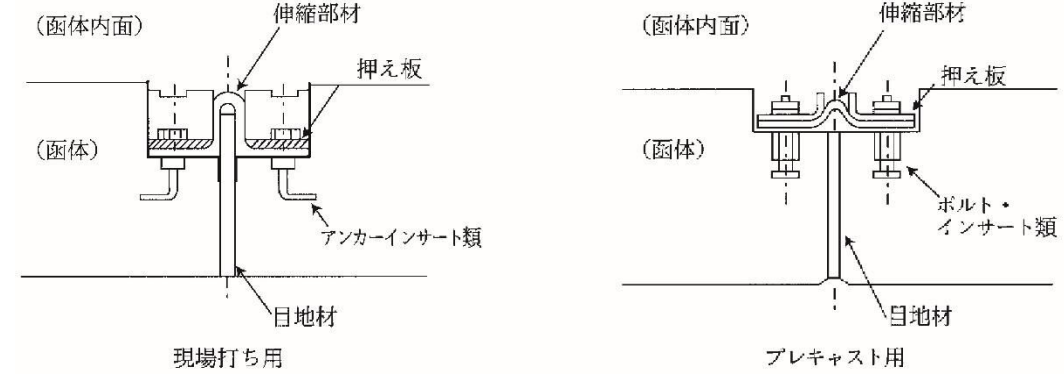 (函体内面)
伸縮部材
押え板
(函体)
アンカーインサート類
目地材
現場打ち用
(函体内面)
伸縮部材
押え板
(函体)
ボルト・
インサート類
目地材
プレキャスト用